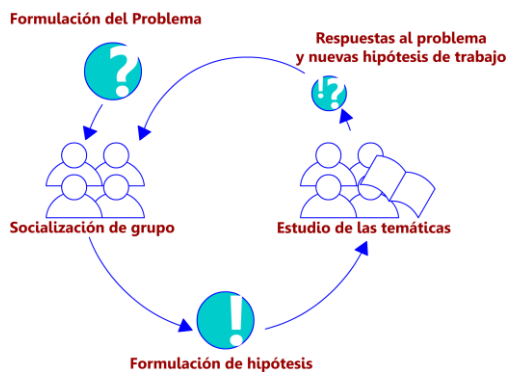 Formulación del Problema
?
Respuestas al problema
y nuevas hipótesis de trabajo
!?
Socialización de grupo
Estudio de las temáticas
!
Formulación de hipótesis